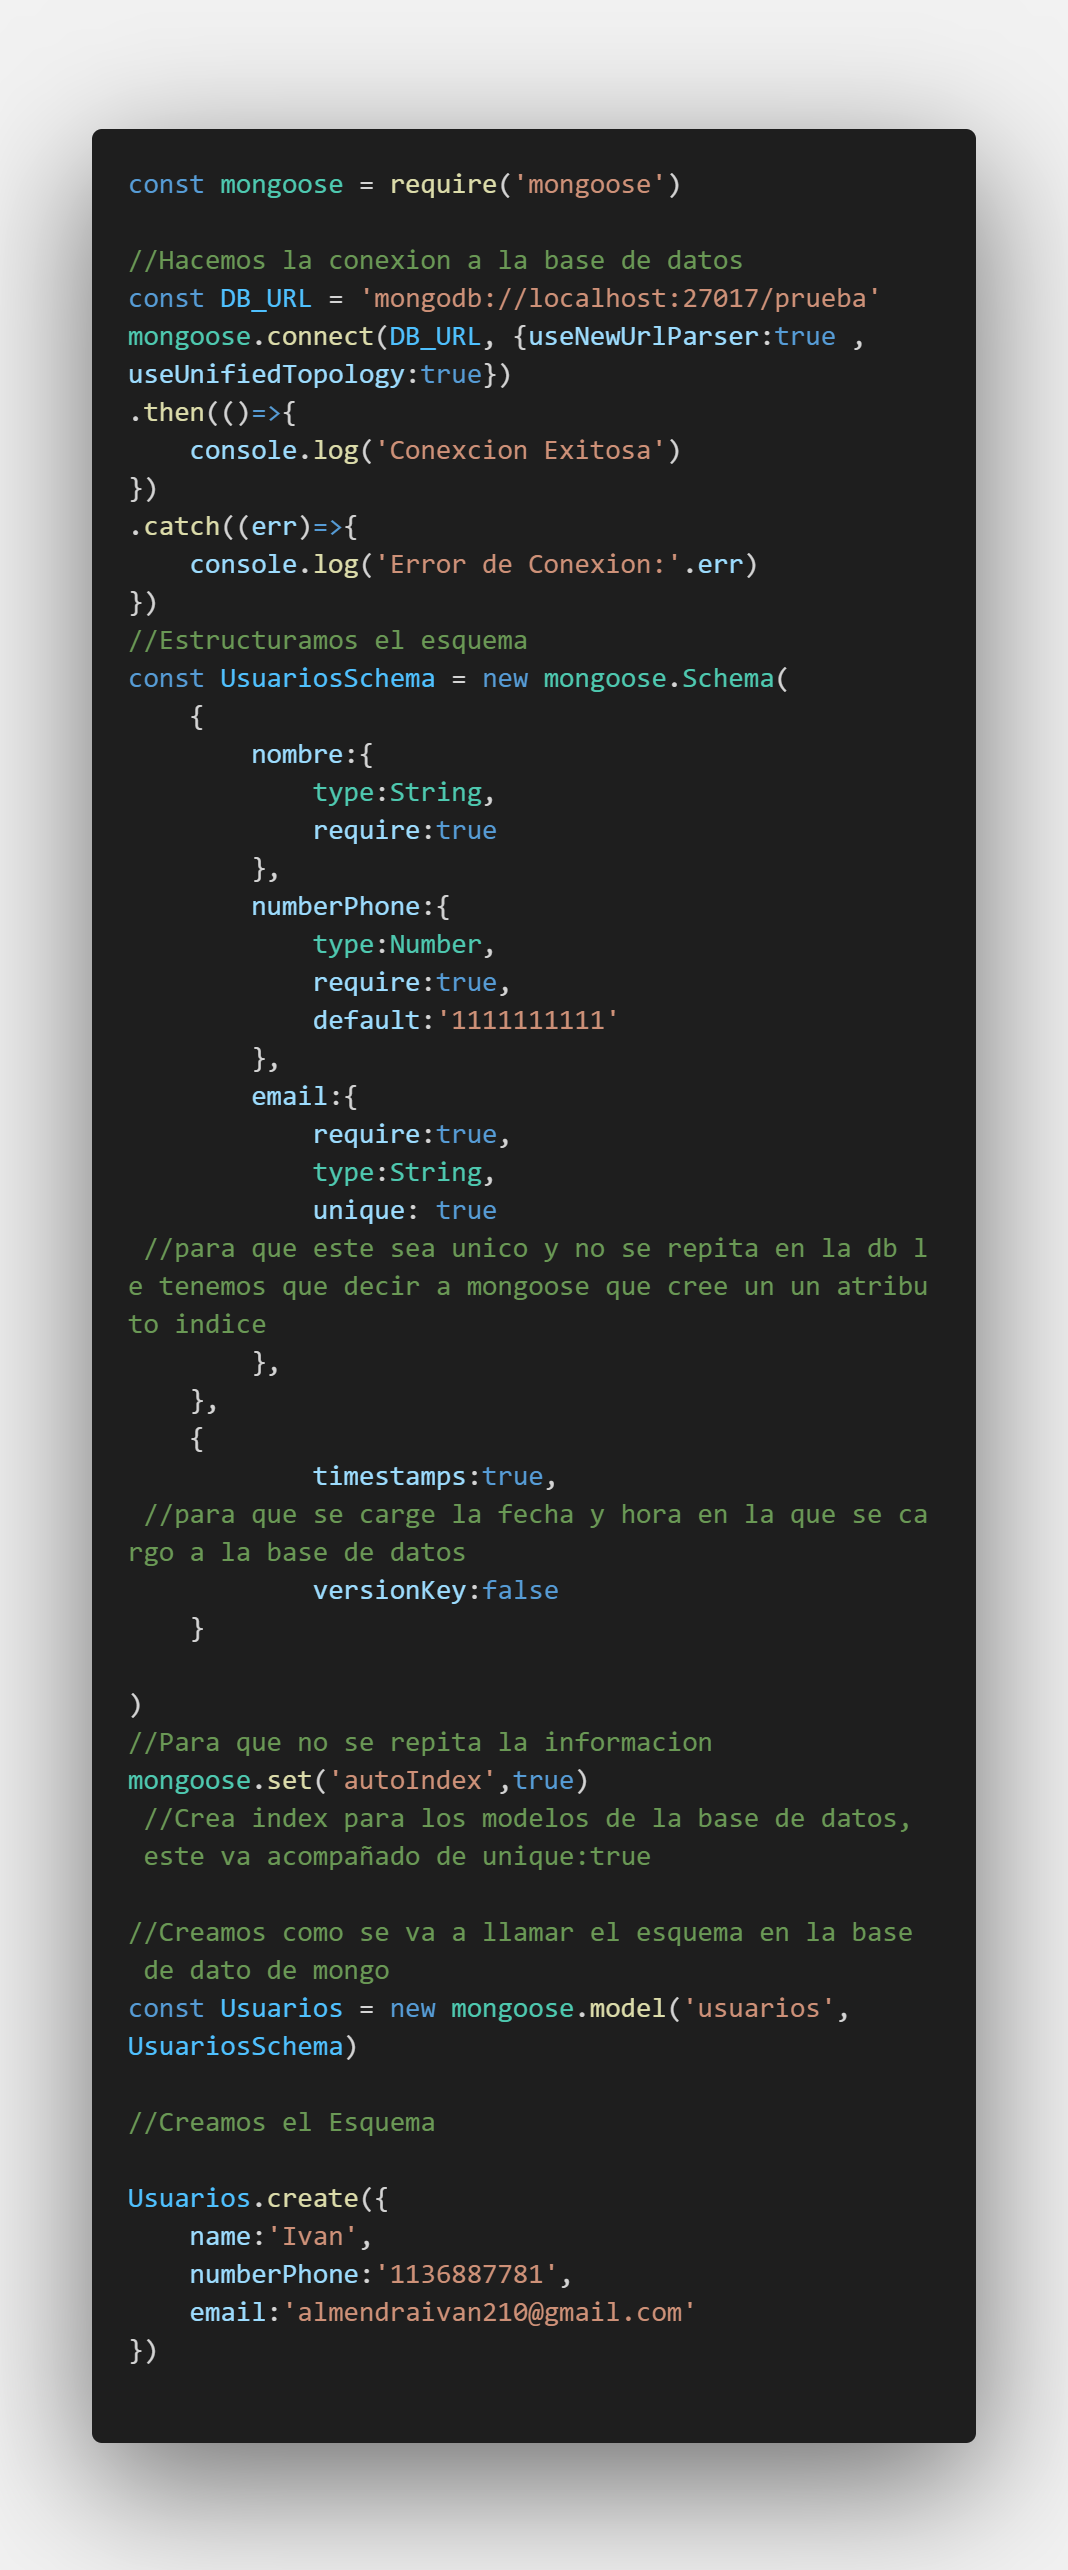 const mongoose = require('mongoose')

//Hacemos la conexion a la base de datos
const DB_URL = 'mongodb://localhost:27017/prueba'
mongoose.connect(DB_URL, {useNewUrlParser:true ,
useUnifiedTopology:true})
.then(()=>{
    console.log('Conexcion Exitosa')
})
.catch((err)=>{
    console.log('Error de Conexion:'.err)
})
//Estructuramos el esquema
const UsuariosSchema = new mongoose.Schema(
    {
        nombre:{
            type:String,
            require:true
        },
        numberPhone:{
            type:Number,
            require:true,
            default:'1111111111'
        },
        email:{
            require:true,
            type:String,
            unique: true
 //para que este sea unico y no se repita en la db l
e tenemos que decir a mongoose que cree un un atribu
to indice
        },
    },
    {
            timestamps:true,
 //para que se carge la fecha y hora en la que se ca
rgo a la base de datos
            versionKey:false
    }

)
//Para que no se repita la informacion
mongoose.set('autoIndex',true)
 //Crea index para los modelos de la base de datos,
 este va acompañado de unique:true

//Creamos como se va a llamar el esquema en la base
 de dato de mongo
const Usuarios = new mongoose.model('usuarios',
UsuariosSchema)

//Creamos el Esquema

Usuarios.create({
    name:'Ivan',
    numberPhone:'1136887781',
    email:'almendraivan210@gmail.com'
})